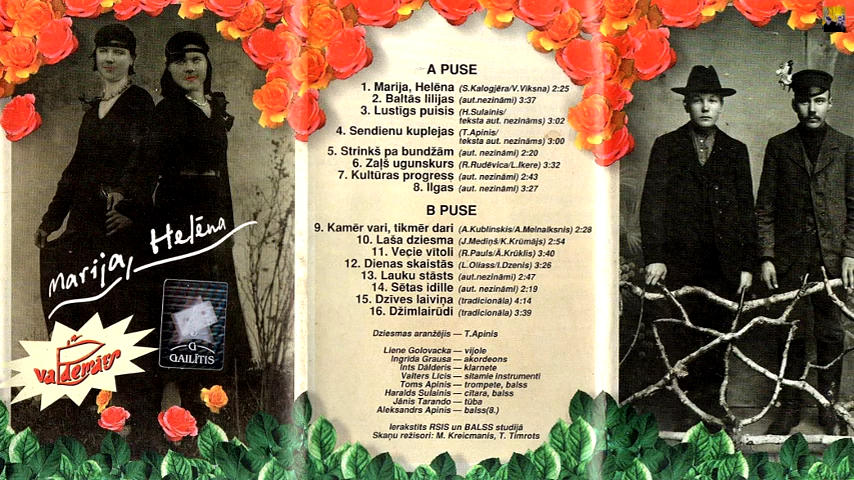 Marija, Helēna
Valdemārs
GAILĪTIS
A PUSE
1. Marija, Helēna (S.Kalogjēra/V.Viksna) 2:25
2. Baltās lilijas (aut.nezināmi) 3:37
3. Lustīgs puisis (H.Sulainis/
teksta aut. nezināms) 3:02
4. Sendienu kuplejas (T.Apinis/
teksta aut. nezināms) 3:00
5. Strinkš pa bundžām (aut. nezināmi) 2:20
6. Zaļš ugunskurs (R.Rudēvica/L.Ikere) 3:32
7. Kultūras progress (aut. nezināmi) 2:43
8. Ilgas (aut. nezināmi) 3:27
B PUSE
9. Kamēr vari, tikmēr dari (A.Kublinskis/A.Melnalksnis) 2:28
10. Laša dziesma (J.Mediņš/K.Krūmājs) 2:54
11. Vecie vītoli (R.Pauls/A.Krūklis) 3:40
12. Dienas skaistās (L.Oliass/I.Dzenis) 3:26
13. Lauku stāsts (aut.nezināmi) 2:47
14. Sētas idille (aut. nezināmi) 2:19
15. Dzīves laiviņa (tradicionāla) 4:14
16. Džimlairūdi (tradicionāla) 3:39
Dziesmas aranžējis — T.Apinis
Liene Golovacka — vijole
Ingrīda Grausa — akordeons
Ints Dālderis — klarnete
Valters Līcis — sitamie instrumenti
Toms Apinis — trompete, balss
Haralds Sulainis — cītara, balss
Jānis Tarando — tūba
Aleksandrs Apinis — balss(8.)
Ieraksti­ts RSIS un BALSS studijā
Skaņu režisori: M. Kreicmanis, T. Timrots